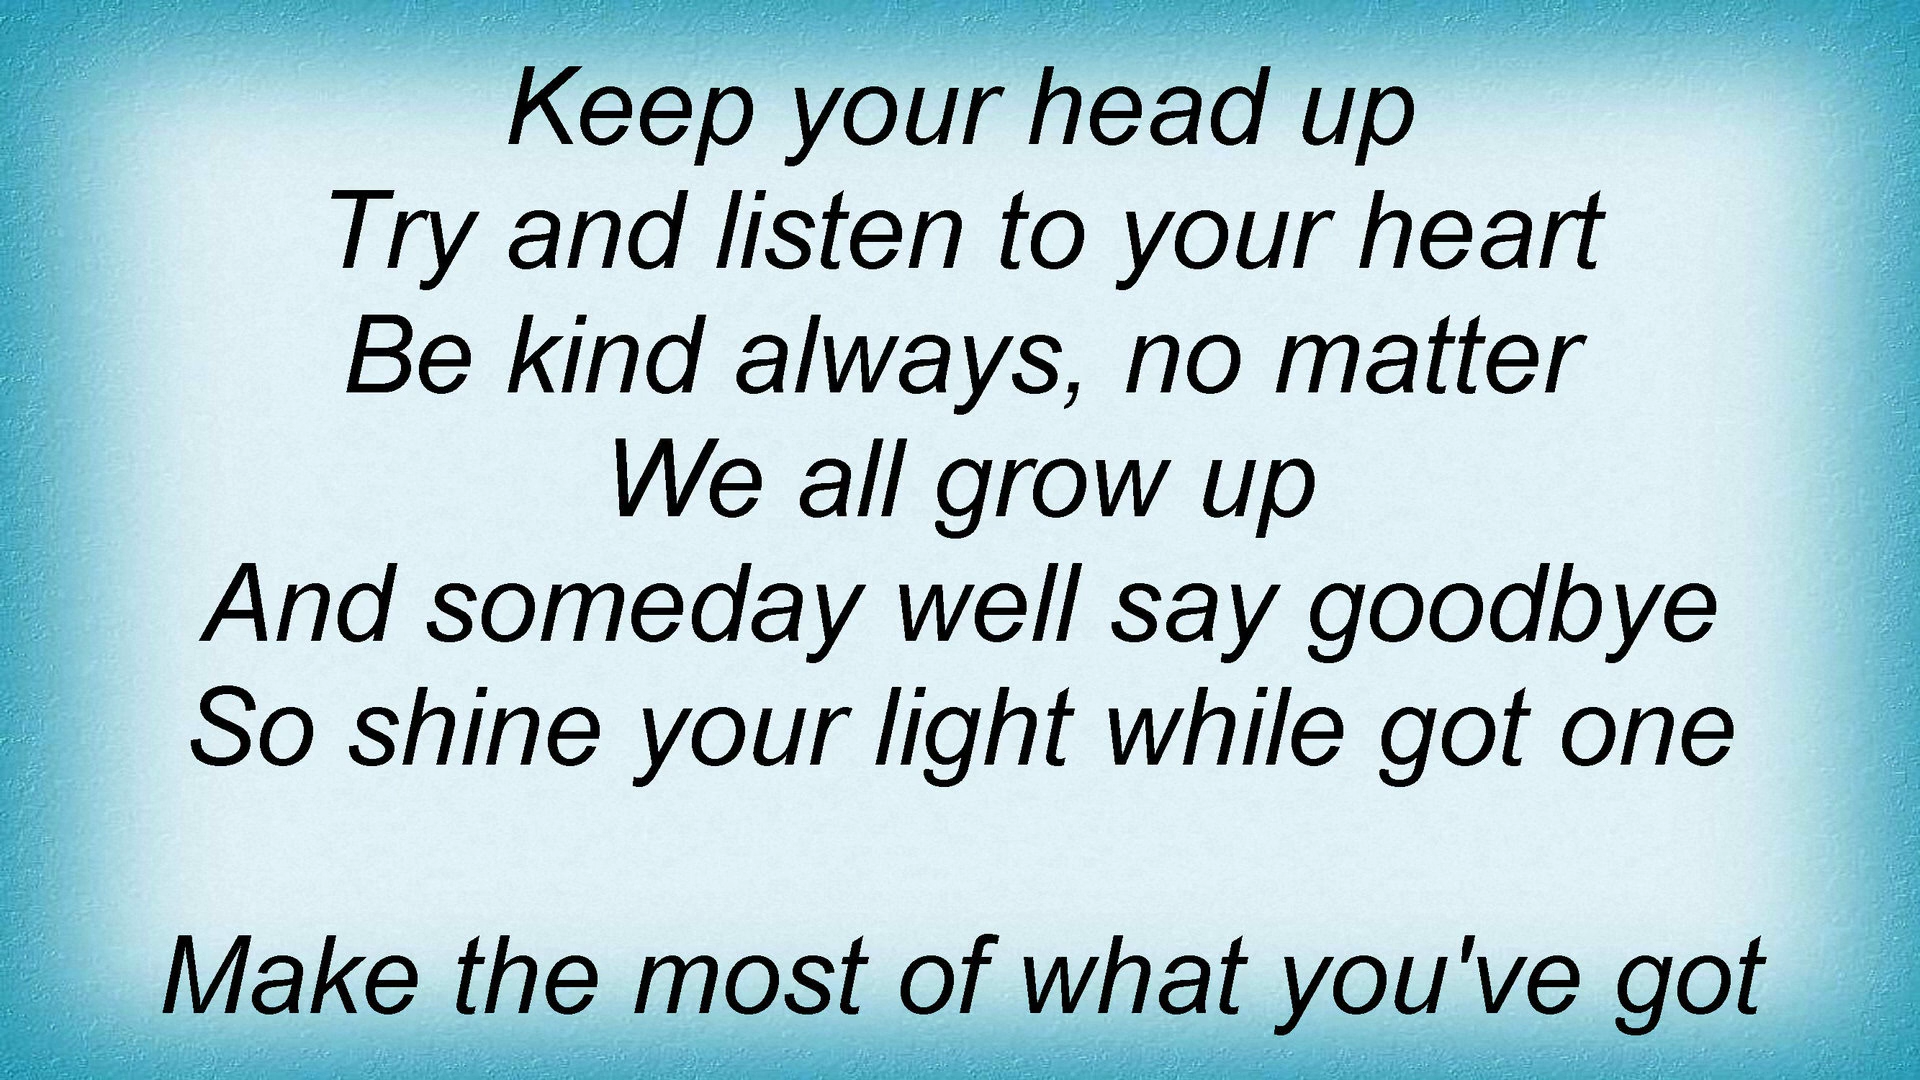 Keep your head up
Try and listen to your heart
Be kind always, no matter
We all grow up
And someday well say goodbye
So shine your light while got one
Make the most of what you've got